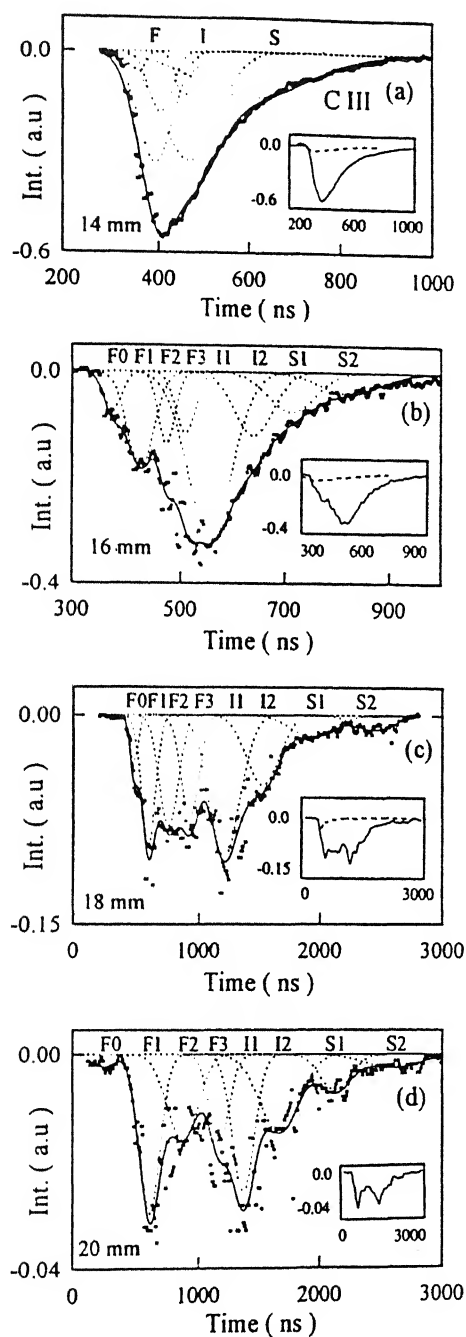 F I S
0.0
(a)
C III
Int. ( a.u )
0.0
-0.6
200 600 1000
14 mm
-0.6
200 400 600 800 1000
Time ( ns )
F0 F1 F2 F3 I1 I2 S1 S2
0.0
(b)
Int. ( a.u )
0.0
-0.4
300 600 900
16 mm
-0.4
300 500 700 900
Time ( ns )
F0 F1 F2 F3 I1 I2 S1 S2
0.00
(c)
Int. ( a.u )
0.00
-0.15
0 3000
18 mm
-0.15
0 1000 2000 3000
Time ( ns )
F0 F1 F2 F3 I1 I2 S1 S2
0.00
(d)
Int. ( a.u )
0.0
-0.04
0 3000
20 mm
-0.04
0 1000 2000 3000
Time ( ns )